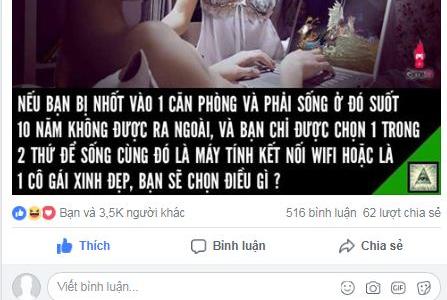 NẾU BẠN BỊ NHỐT VÀO 1 CĂN PHÒNG VÀ PHẢI SỐNG Ở ĐÓ SUỐT
10 NĂM KHÔNG ĐƯỢC RA NGOÀI, VÀ BẠN CHỈ ĐƯỢC CHỌN 1 TRONG
2 THỨ ĐỂ SỐNG CÙNG ĐÓ LÀ MÁY TÍNH KẾT NỐI WIFI HOẶC LÀ
1 CÔ GÁI XINH ĐẸP, BẠN SẼ CHỌN ĐIỀU GÌ ?
Bạn và 3,5K người khác 516 bình luận 62 lượt chia sẻ
Thích Bình luận Chia sẻ
Viết bình luận... GIF